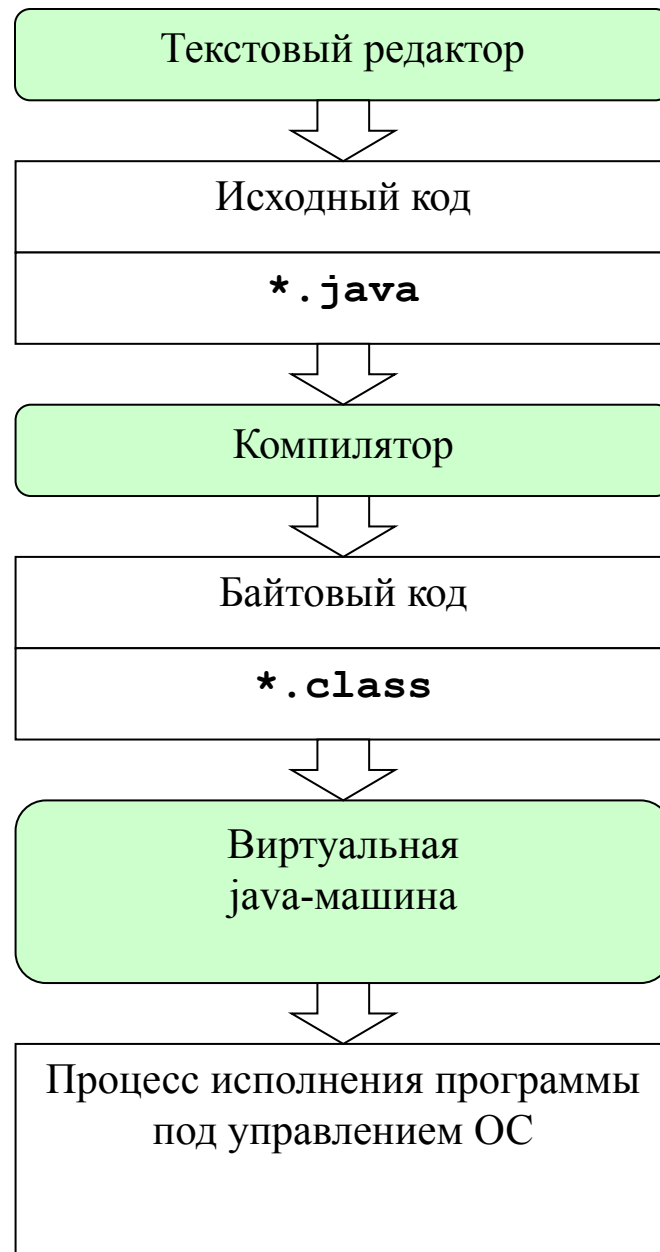 Текстовый редактор
Исходный код
*.java
Компилятор
Байтовый код
*.class
Виртуальная
java-машина
Процесс исполнения программы
под управлением ОС